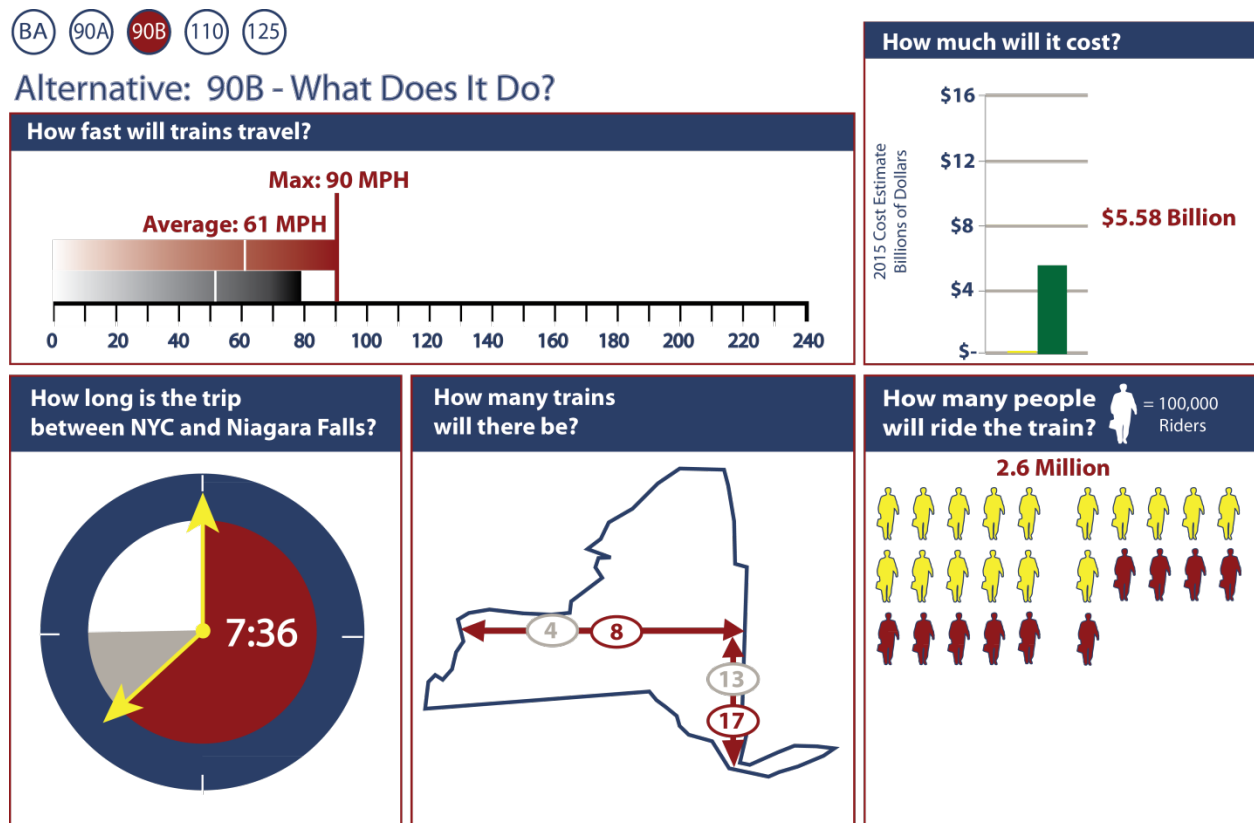 BA 90A 90B 110 125
Alternative: 90B - What Does It Do?
How fast will trains travel?
Max: 90 MPH
Average: 61 MPH
0 20 40 60 80 100 120 140 160 180 200 220 240
How much will it cost?
2015 Cost Estimate
Billions of Dollars
$16
$12
$8
$4
$-
$5.58 Billion
How long is the trip
between NYC and Niagara Falls?
7:36
How many trains
will there be?
4 8
13
17
How many people
will ride the train?
= 100,000
Riders
2.6 Million